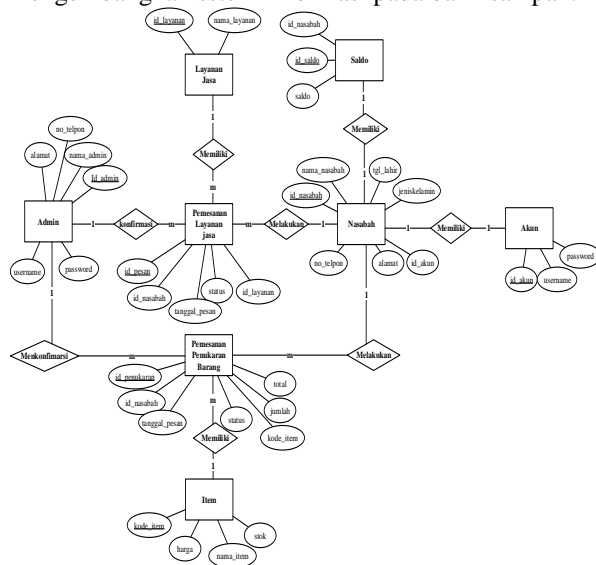 id_layanan
nama_layanan
Layanan
Jasa
1
Memiliki
m
id_nasabah
id_saldo
saldo
Saldo
1
Memiliki
1
no_telpon
alamat
nama_admin
Id_admin
Admin
username
password
1
konfirmasi
m
Pemesanan
Layanan
jasa
id_pesan
id_nasabah
tanggal_pesan
status
id_layanan
m
Melakukan
1
nama_nasabah
id_nasabah
tgl_lahir
jeniskelamin
Nasabah
no_telpon
alamat
id_akun
1
Memiliki
1
Akun
id_akun
username
password
1
Menkonfimarsi
m
Pemesanan
Penukaran
Barang
id_penukaran
id_nasabah
tanggal_pesan
status
kode_item
jumlah
total
m
Melakukan
1
m
Memiliki
1
Item
kode_item
harga
nama_item
stok